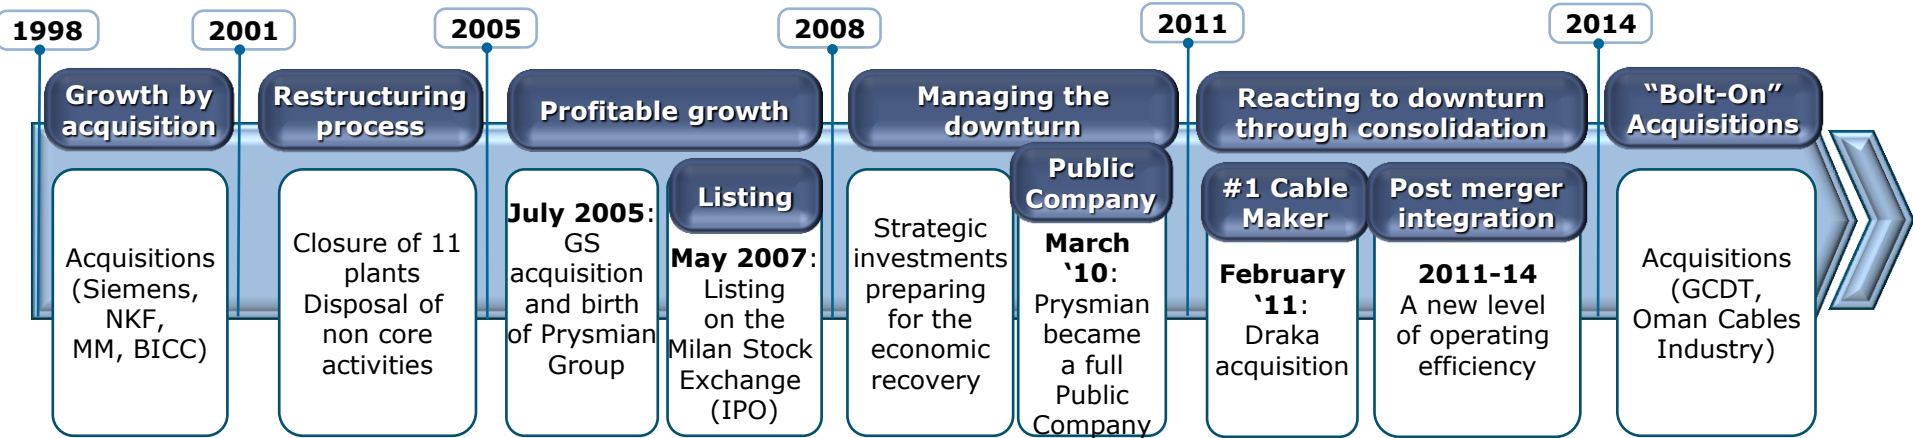 1998
2001
2005
2008
2011
2014
Growth by
acquisition
Acquisitions
(Siemens,
NKF,
MM, BICC)
Restructuring
process
Closure of 11
plants
Disposal of
non core
activities
Profitable growth
July 2005:
GS
acquisition
and birth
of Prysmian
Group
Listing
May 2007:
Listing
on the
Milan Stock
Exchange
(IPO)
Managing the
downturn
Strategic
investments
preparing
for the
economic
recovery
Public
Company
March
‘10:
Prysmian
became
a full
Public
Company
Reacting to downturn
through consolidation
#1 Cable
Maker
February
‘11:
Draka
acquisition
Post merger
integration
2011-14
A new level
of operating
efficiency
“Bolt-On”
Acquisitions
Acquisitions
(GCDT,
Oman Cables
Industry)